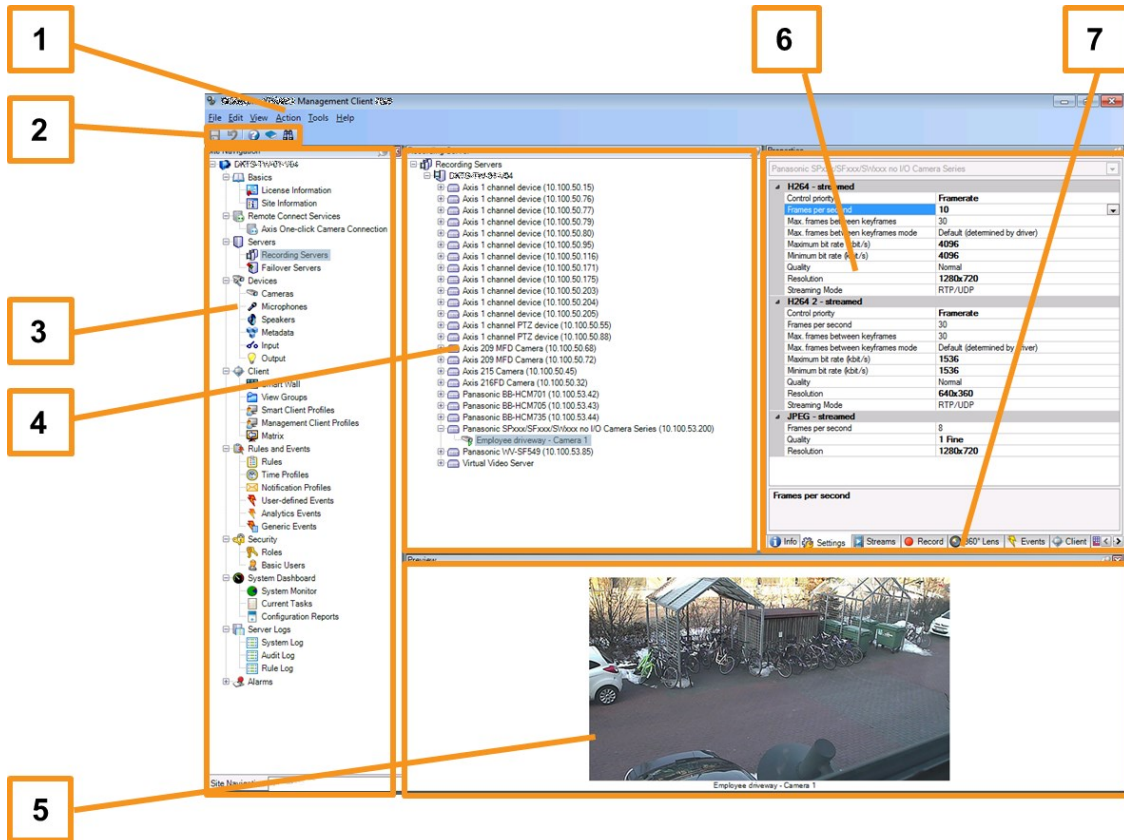 1
6
7
2
Management Client
File Edit View Action Tools Help
Recording Servers
Basics
License Information
Site Information
Remote Connect Services
Axis One-click Camera Connection
Servers
Recording Servers
Failover Servers
Devices
Cameras
Microphones
Speakers
Metadata
Input
Output
Client
Smart Wall
View Groups
Smart Client Profiles
Management Client Profiles
Matrix
Rules and Events
Rules
Time Profiles
Notification Profiles
User-defined Events
Analytics Events
Generic Events
Security
Roles
Basic Users
System Dashboard
System Monitor
Current Tasks
Configuration Reports
Server Logs
System Log
Audit Log
Rule Log
Alarms
3
4
5
Axis 1 channel device (10.100.50.15)
Axis 1 channel device (10.100.50.76)
Axis 1 channel device (10.100.50.77)
Axis 1 channel device (10.100.50.79)
Axis 1 channel device (10.100.50.80)
Axis 1 channel device (10.100.50.95)
Axis 1 channel device (10.100.50.116)
Axis 1 channel device (10.100.50.171)
Axis 1 channel device (10.100.50.175)
Axis 1 channel device (10.100.50.203)
Axis 1 channel device (10.100.50.204)
Axis 1 channel device (10.100.50.205)
Axis 1 channel PTZ device (10.100.50.55)
Axis 1 channel PTZ device (10.100.50.88)
Axis 209 MFD Camera (10.100.50.68)
Axis 209 MFD Camera (10.100.50.72)
Axis 215 Camera (10.100.50.45)
Axis 216FD Camera (10.100.50.32)
Panasonic BB-HCM701 (10.100.53.42)
Panasonic BB-HCM705 (10.100.53.43)
Panasonic BB-HCM735 (10.100.53.44)
Panasonic SPxxx/SFxxx/SWxxx no I/O Camera Series (10.100.53.200)
Employee driveway - Camera 1
Panasonic WV-SF549 (10.100.53.85)
Virtual Video Server
Panasonic SPxxx/SFxxx/SWxxx no I/O Camera Series
H264 - streamed
Control priority Framerate
Frames per second 10
Max. frames between keyframes 30
Max. frames between keyframes mode Default (determined by driver)
Maximum bit rate (kbit/s) 4096
Minimum bit rate (kbit/s) 4096
Quality Normal
Resolution 1280x720
Streaming Mode RTP/UDP
H264 2 - streamed
Control priority Framerate
Frames per second 30
Max. frames between keyframes 30
Max. frames between keyframes mode Default (determined by driver)
Maximum bit rate (kbit/s) 1536
Minimum bit rate (kbit/s) 1536
Quality Normal
Resolution 640x360
Streaming Mode RTP/UDP
JPEG - streamed
Frames per second 8
Quality 1 Fine
Resolution 1280x720
Frames per second
Info Settings Streams Record 360° Lens Events Client
Preview
Employee driveway - Camera 1